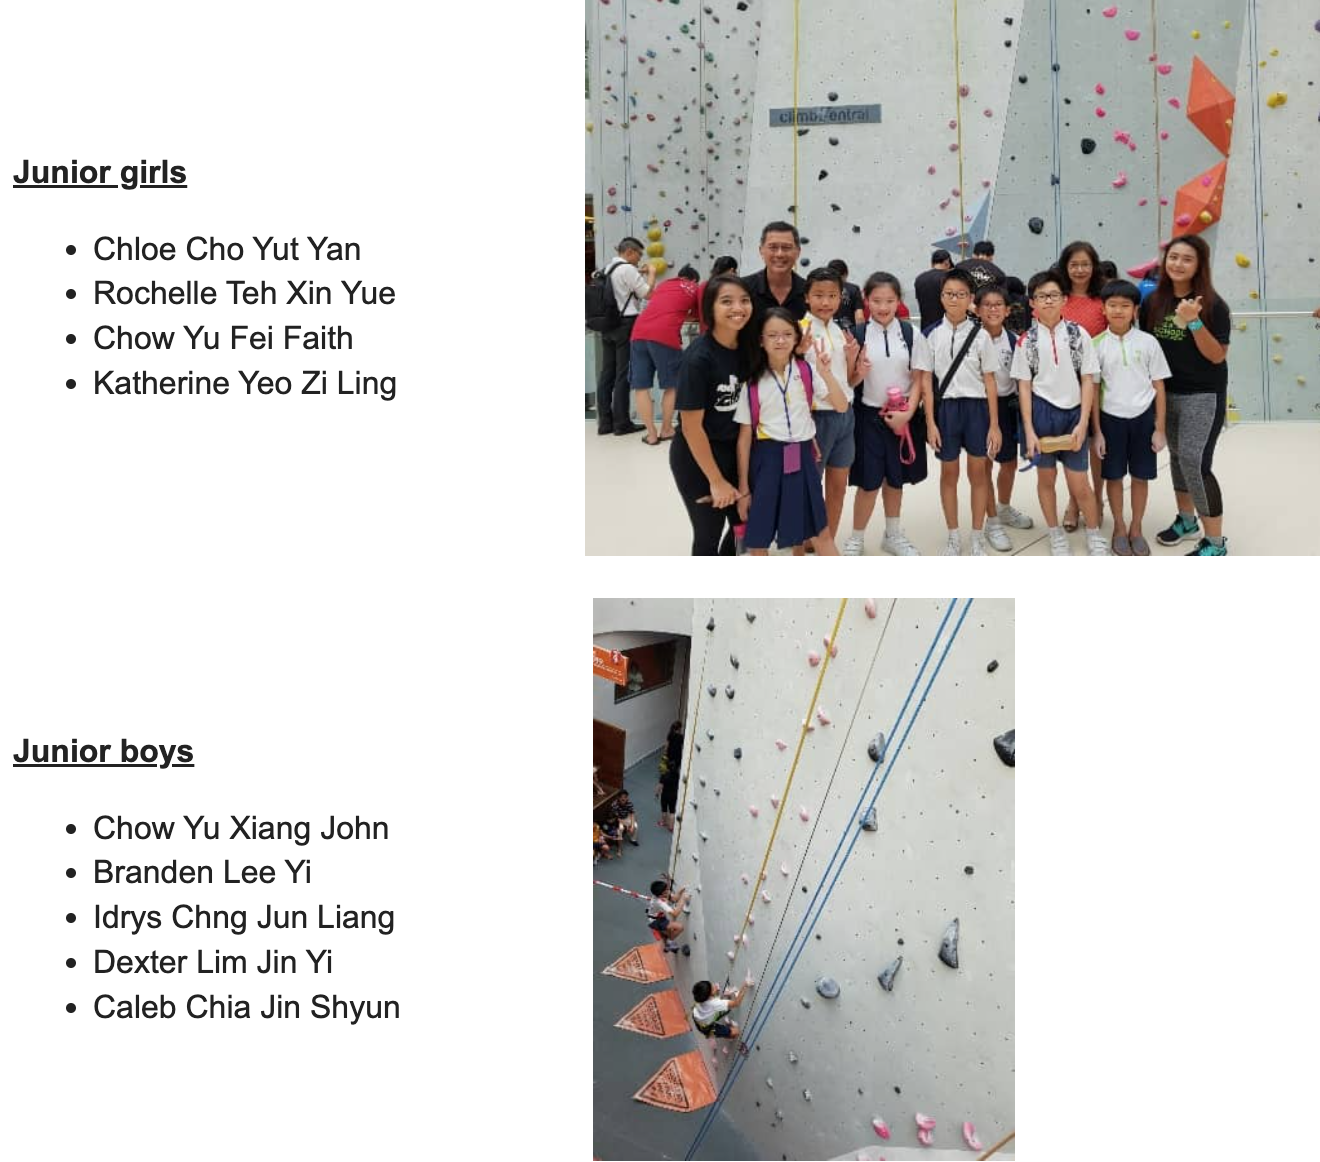 Junior girls
Chloe Cho Yut Yan
Rochelle Teh Xin Yue
Chow Yu Fei Faith
Katherine Yeo Zi Ling
climb central
SCHOOL
Junior boys
Chow Yu Xiang John
Branden Lee Yi
Idrys Chng Jun Liang
Dexter Lim Jin Yi
Caleb Chia Jin Shyun